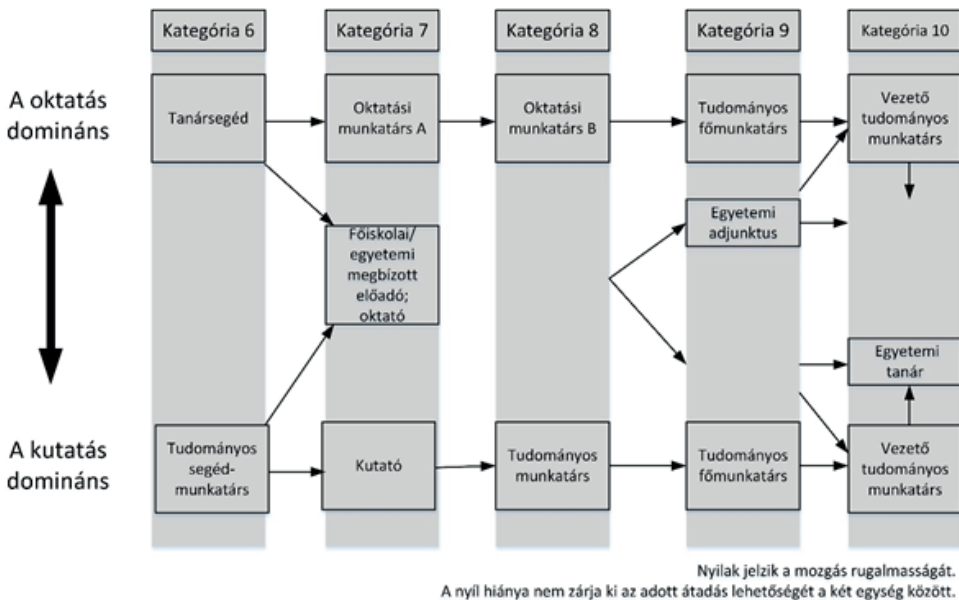 Kategória 6
Kategória 7
Kategória 8
Kategória 9
Kategória 10
A oktatás
domináns
Tanársegéd
Oktatási
munkatárs A
Oktatási
munkatárs B
Tudományos
főmunkatárs
Vezető
tudományos
munkatárs
Főiskolai/
egyetemi
megbízott
előadó;
oktató
Egyetemi
adjunktus
Egyetemi
tanár
A kutatás
domináns
Tudományos
segéd-
munkatárs
Kutató
Tudományos
munkatárs
Tudományos
főmunkatárs
Vezető
tudományos
munkatárs
Nyilak jelzik a mozgás rugalmasságát.
A nyíl hiánya nem zárja ki az adott átadás lehetőségét a két egység között.